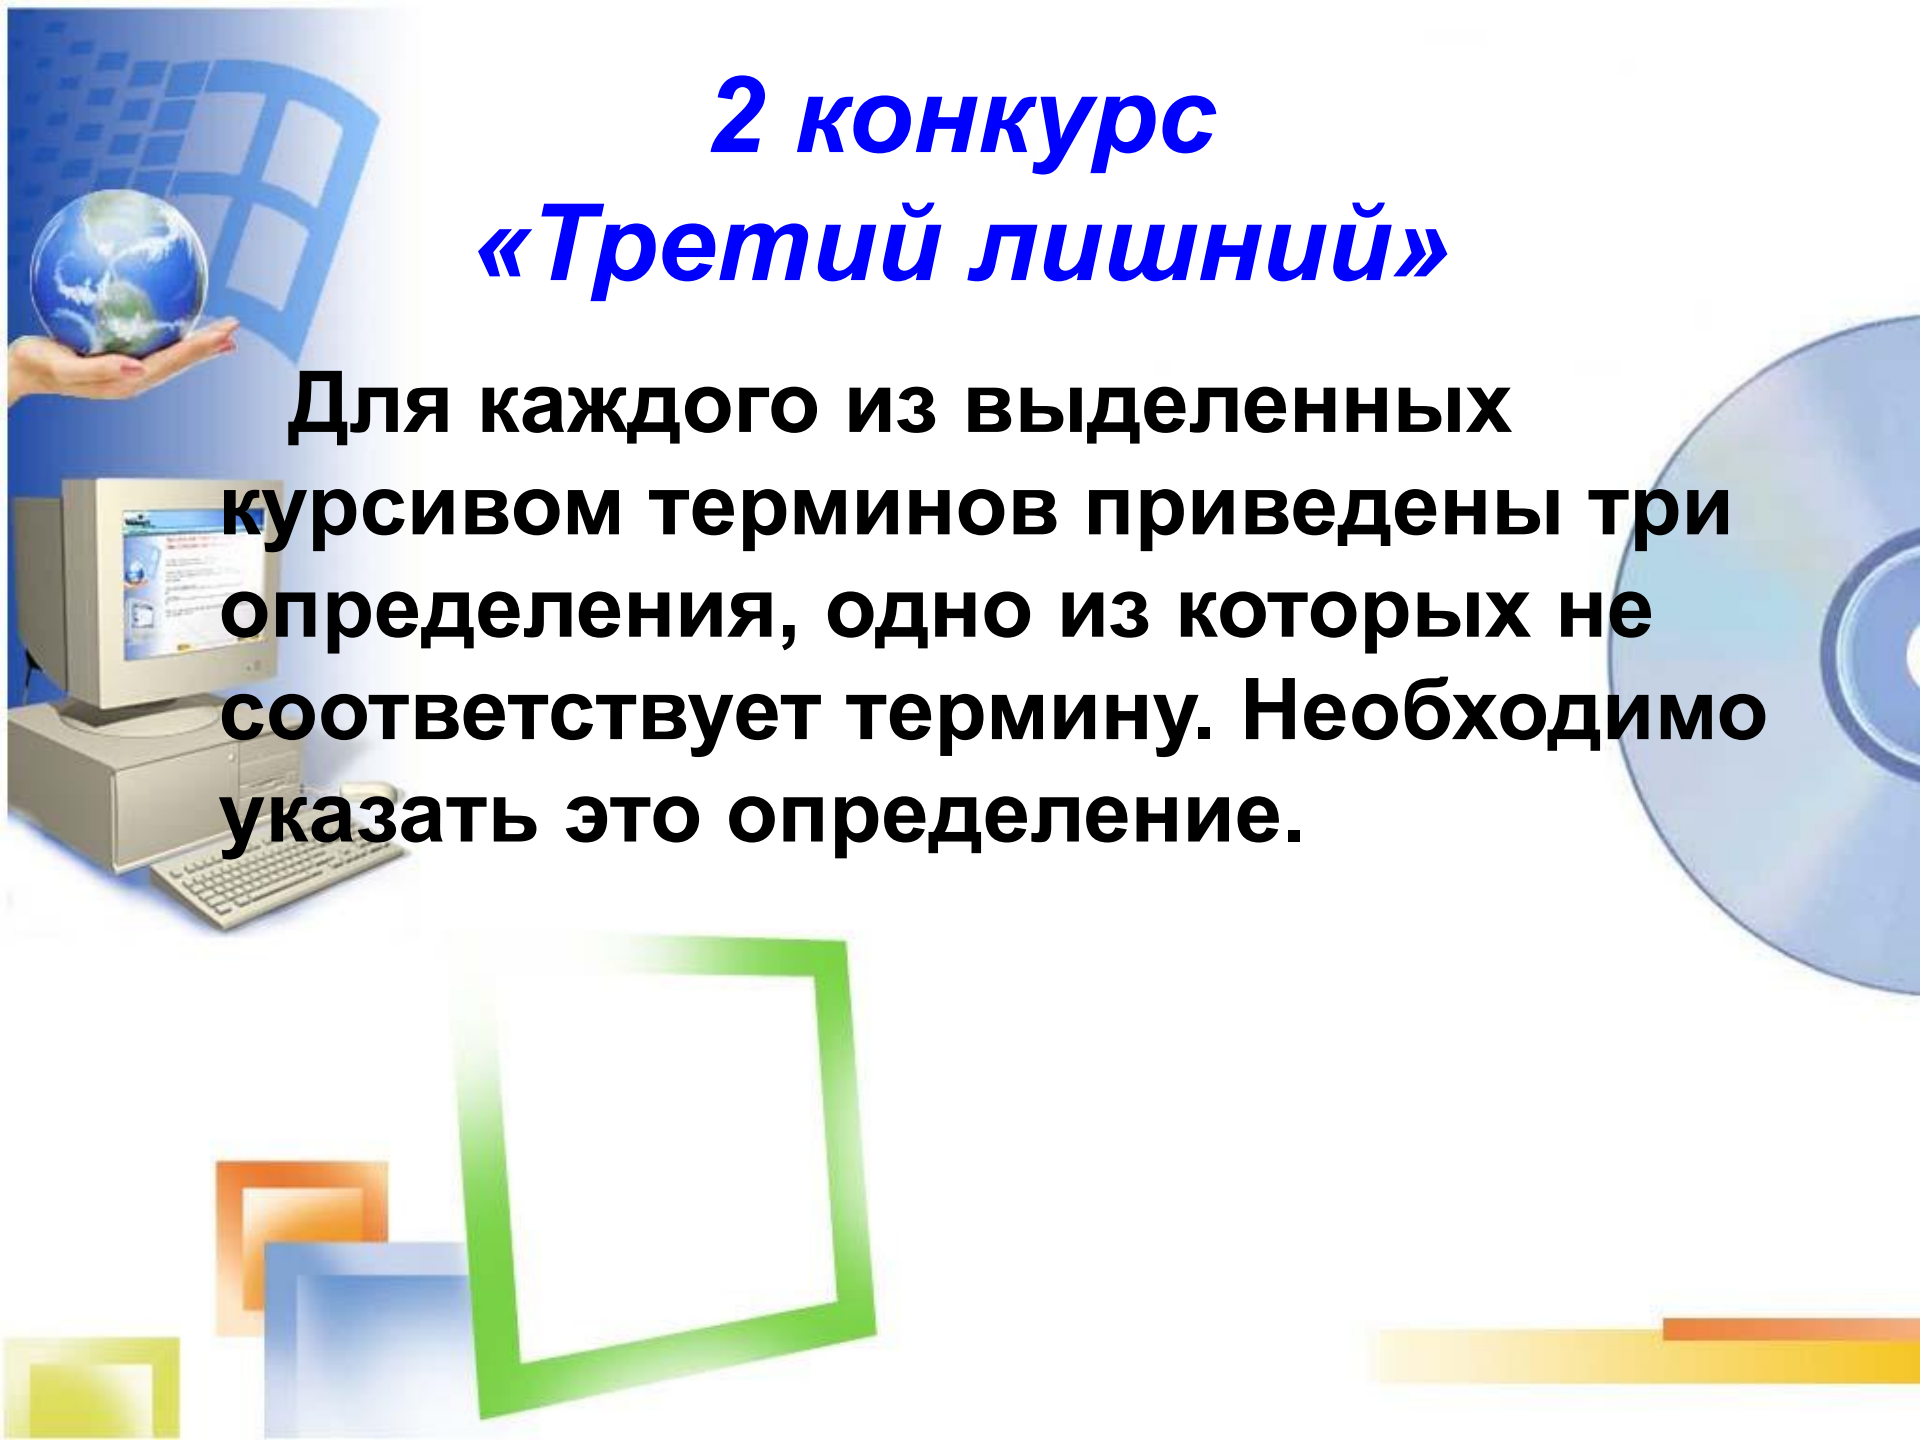 2 конкурс
«Третий лишний»
Для каждого из выделенных
курсивом терминов приведены три
определения, одно из которых не
соответствует термину. Необходимо
указать это определение.